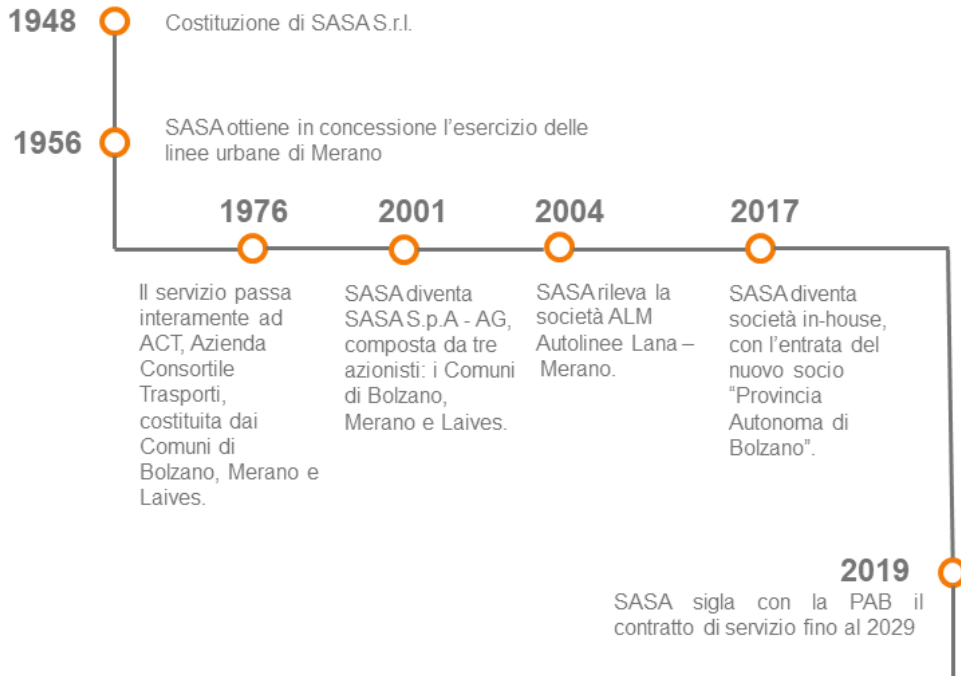 1948
Costituzione di SASA S.r.l.
1956
SASA ottiene in concessione l’esercizio delle
linee urbane di Merano
1976
Il servizio passa
interamente ad
ACT, Azienda
Consortile
Trasporti,
costituita dai
Comuni di
Bolzano, Merano e
Laives.
2001
SASA diventa
SASA S.p.A - AG,
composta da tre
azionisti: i Comuni
di Bolzano,
Merano e Laives.
2004
SASA rileva la
società ALM
Autolinee Lana –
Merano.
2017
SASA diventa
società in-house,
con l’entrata del
nuovo socio
“Provincia
Autonoma di
Bolzano”.
2019
SASA sigla con la PAB il
contratto di servizio fino al 2029